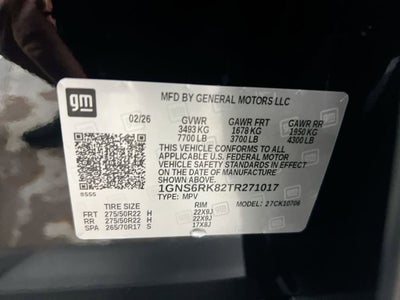 gm
MFD BY GENERAL MOTORS LLC
02/26 GVWR GAWR FRT GAWR RR
3493 KG 1678 KG 1950 KG
7700 LB 3700 LB 4300 LB
THIS VEHICLE CONFORMS TO ALL
APPLICABLE U.S. FEDERAL MOTOR
VEHICLE SAFETY STANDARDS IN EFFECT
ON THE DATE OF MANUFACTURE SHOWN ABOVE.
1GNS6RK82TR271017
TYPE: MPV 27CK10706
8555
TIRE SIZE RIM
FRT 275/50R22 H 22X9J
RR 275/50R22 H 22X9J
SPA 265/70R17 S 17X8J